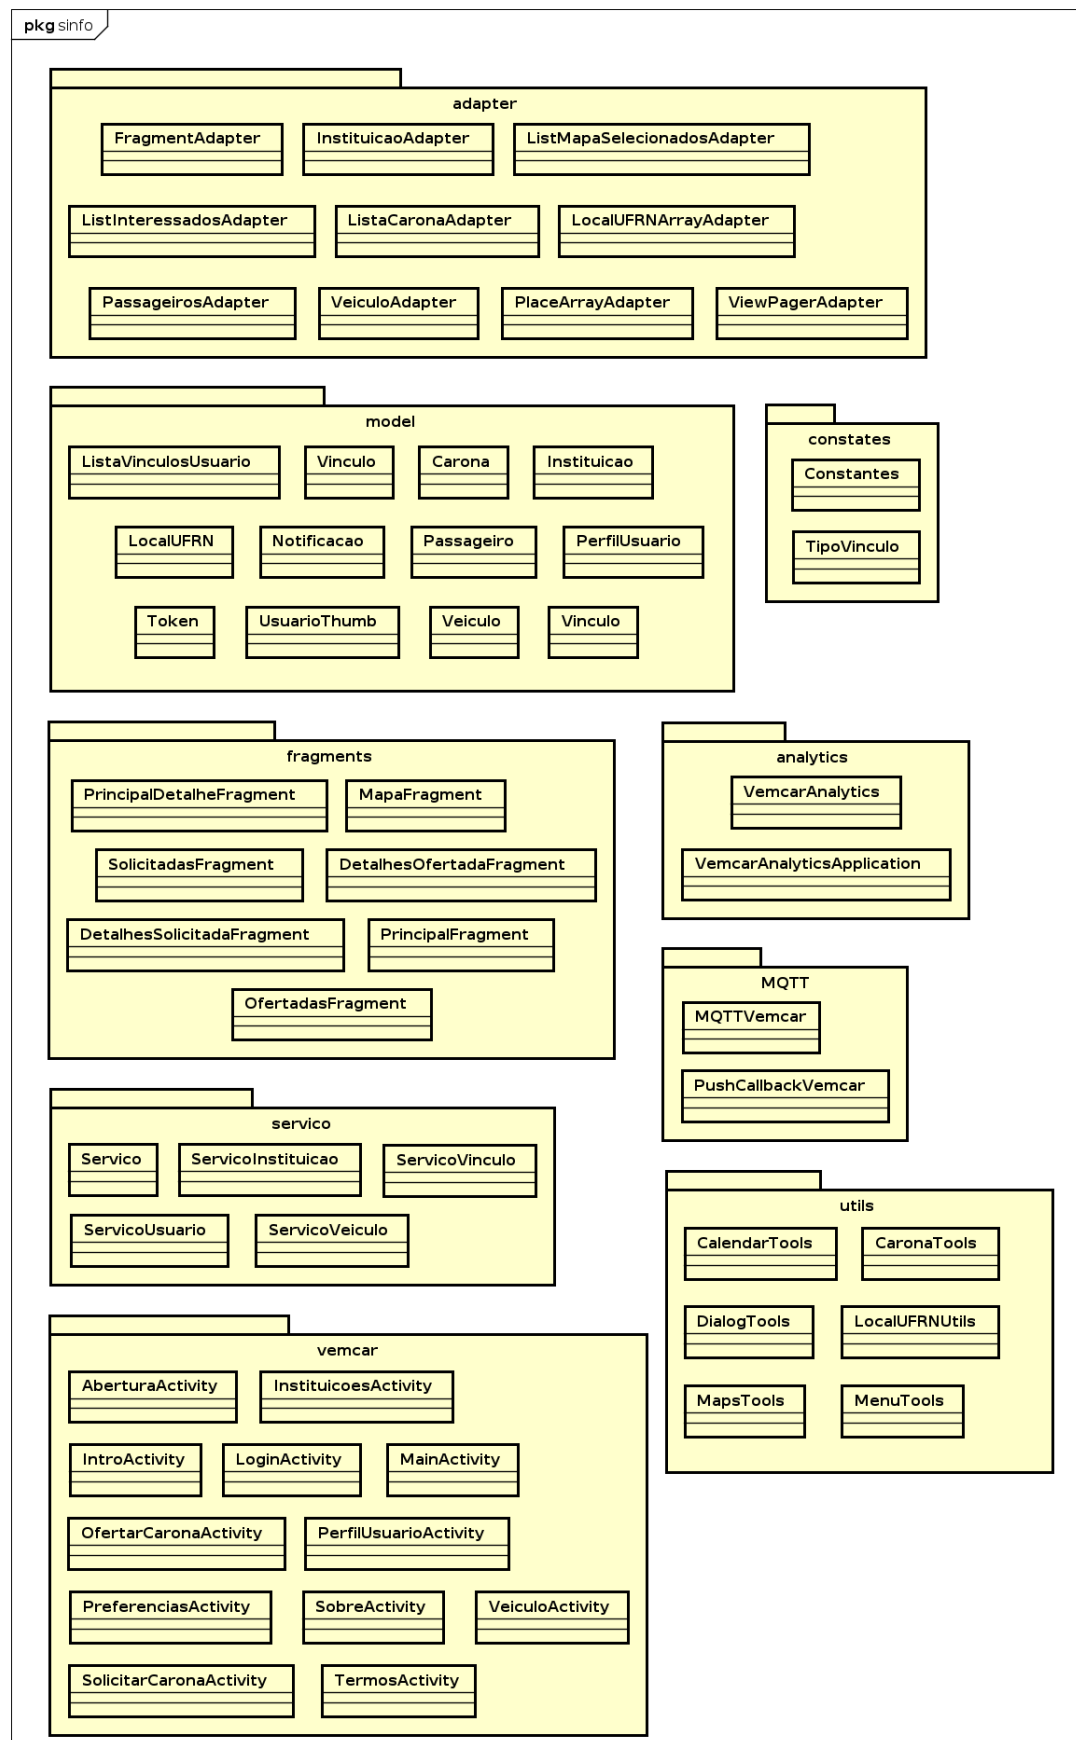 pkg sinfo
adapter
FragmentAdapter InstituicaoAdapter ListMapaSelecionadosAdapter
ListInteressadosAdapter ListaCaronaAdapter LocalUFRNArrayAdapter
PassageirosAdapter VeiculoAdapter PlaceArrayAdapter ViewPagerAdapter
model
ListaVinculosUsuario Vinculo Carona Instituicao
LocalUFRN Notificacao Passageiro PerfilUsuario
Token UsuarioThumb Veiculo Vinculo
constates
Constantes
TipoVinculo
fragments
PrincipalDetalheFragment MapaFragment
SolicitadasFragment DetalhesOfertadaFragment
DetalhesSolicitadaFragment PrincipalFragment
OfertadasFragment
analytics
VemcarAnalytics
VemcarAnalyticsApplication
MQTT
MQTTVemcar
PushCallbackVemcar
servico
Servico ServicoInstituicao ServicoVinculo
ServicoUsuario ServicoVeiculo
utils
CalendarTools CaronaTools
DialogTools LocalUFRNUtils
MapsTools MenuTools
vemcar
AberturaActivity InstituicoesActivity
IntroActivity LoginActivity MainActivity
OfertarCaronaActivity PerfilUsuarioActivity
PreferenciasActivity SobreActivity VeiculoActivity
SolicitarCaronaActivity TermosActivity